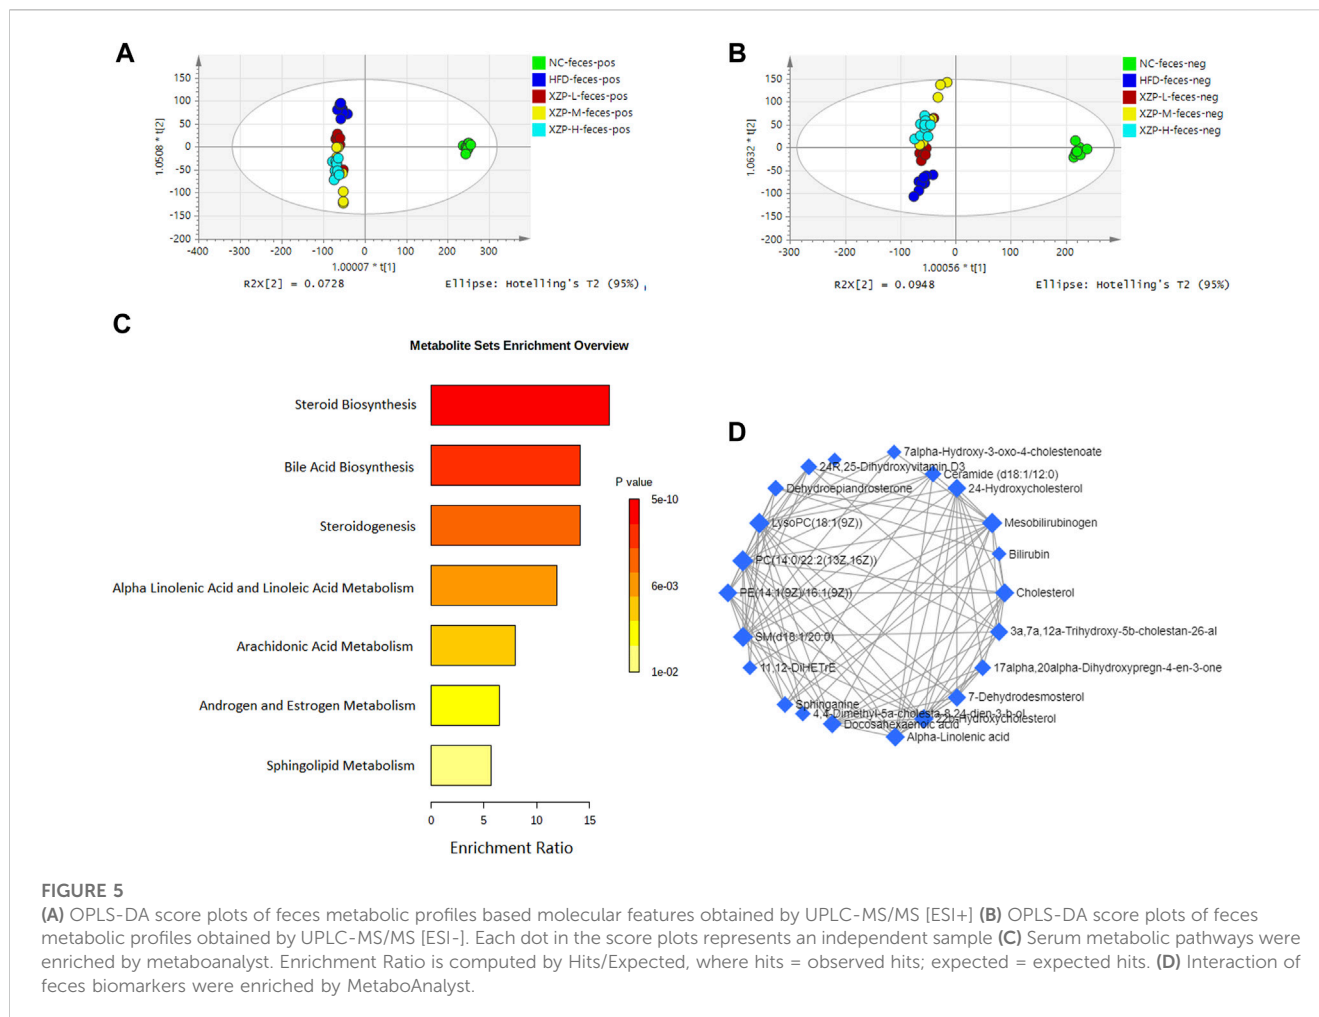 A
150
100
50
0
-50
-100
-150
-200
-400
-300
-200
-100
0
100
200
300
1.0508 * t[2]
1.00007 * t[1]
NC-feces-pos
HFD-feces-pos
XZP-L-feces-pos
XZP-M-feces-pos
XZP-H-feces-pos
R2X[2] = 0.0728
Ellipse: Hotelling's T2 (95%)
B
150
100
50
0
-50
-100
-150
-200
-300
-200
-100
0
100
200
1.0632 * t[2]
1.00056 * t[1]
NC-feces-neg
HFD-feces-neg
XZP-L-feces-neg
XZP-M-feces-neg
XZP-H-feces-neg
R2X[2] = 0.0948
Ellipse: Hotelling's T2 (95%)
C
Metabolite Sets Enrichment Overview
Steroid Biosynthesis
Bile Acid Biosynthesis
Steroidogenesis
Alpha Linolenic Acid and Linoleic Acid Metabolism
Arachidonic Acid Metabolism
Androgen and Estrogen Metabolism
Sphingolipid Metabolism
0
5
10
15
Enrichment Ratio
P value
5e-10
6e-03
1e-02
D
7alpha-Hydroxy-3-oxo-4-cholestenoate
24R,25-Dihydroxyvitamin D3
Ceramide (d18:1/12:0)
Dehydroepiandrosterone
24-Hydroxycholesterol
LysoPC(18:1(9Z))
Mesobilirubinogen
PC(14:0/22:2(13Z,16Z))
Bilirubin
PE(14:1(9Z)/16:1(9Z))
Cholesterol
SM(d18:1/20:0)
3a,7a,12a-Trihydroxy-5b-cholestan-26-al
11,12-DiHETrE
17alpha,20alpha-Dihydroxypregn-4-en-3-one
Sphinganine
7-Dehydrodesmosterol
4,4-Dimethyl-5a-cholesta-8,24-dien-3-b-ol
22b-Hydroxycholesterol
Docosahexaenoic acid
Alpha-Linolenic acid
FIGURE 5
(A) OPLS-DA score plots of feces metabolic profiles based molecular features obtained by UPLC-MS/MS [ESI+] (B) OPLS-DA score plots of feces
metabolic profiles obtained by UPLC-MS/MS [ESI-]. Each dot in the score plots represents an independent sample (C) Serum metabolic pathways were
enriched by metaboanalyst. Enrichment Ratio is computed by Hits/Expected, where hits = observed hits; expected = expected hits. (D) Interaction of
feces biomarkers were enriched by MetaboAnalyst.